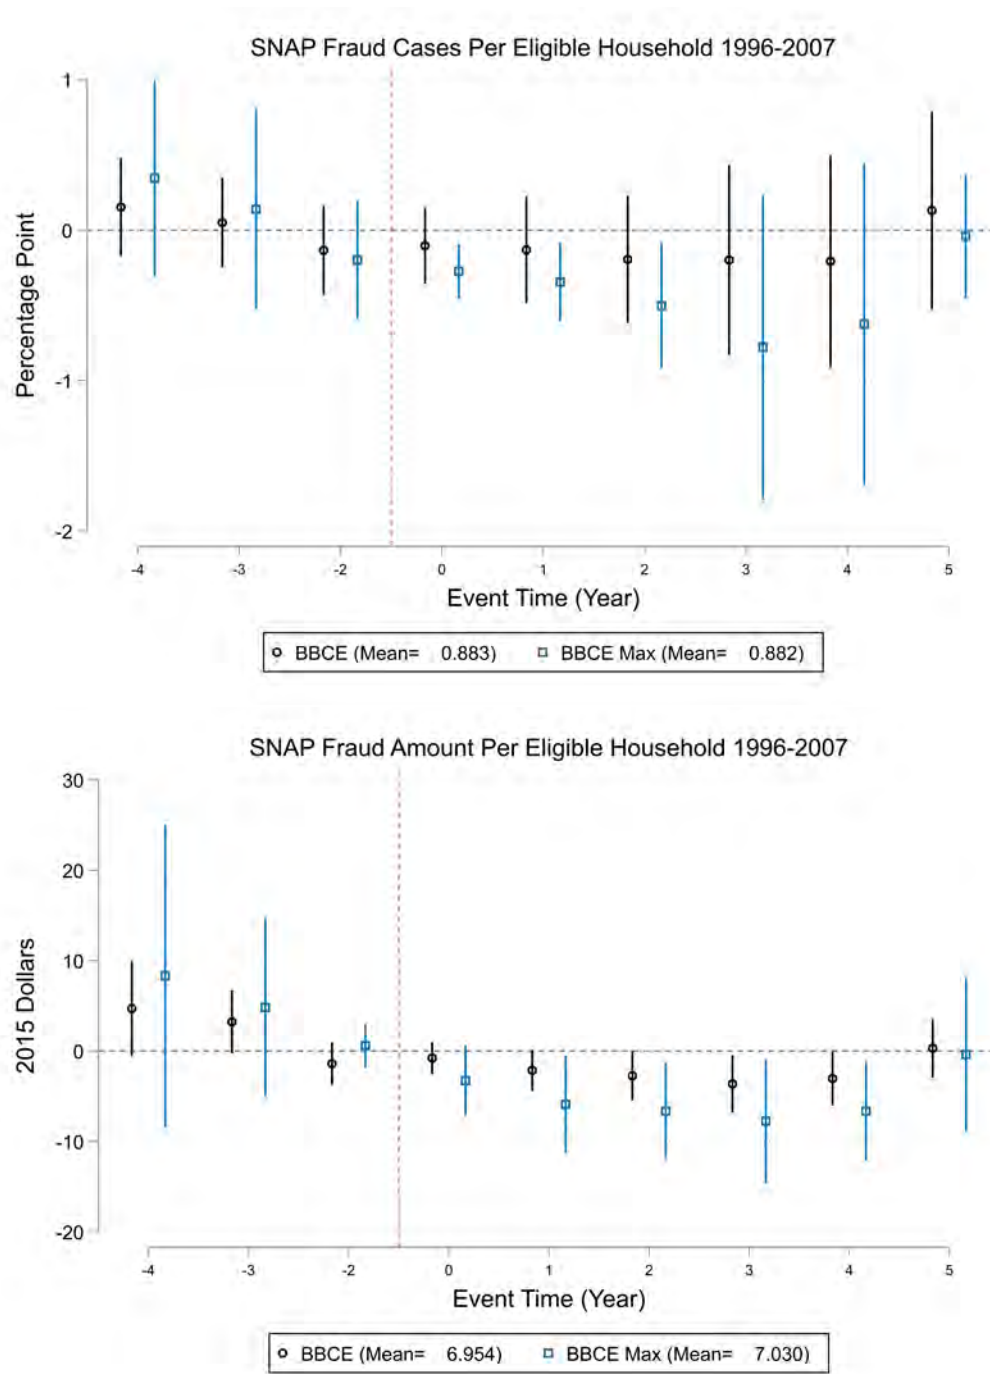 SNAP Fraud Cases Per Eligible Household 1996-2007
1
0
-1
-2
Percentage Point
-4 -3 -2 0 1 2 3 4 5
Event Time (Year)
BBCE (Mean= 0.883) BBCE Max (Mean= 0.882)
SNAP Fraud Amount Per Eligible Household 1996-2007
30
20
10
0
-10
-20
2015 Dollars
-4 -3 -2 0 1 2 3 4 5
Event Time (Year)
BBCE (Mean= 6.954) BBCE Max (Mean= 7.030)